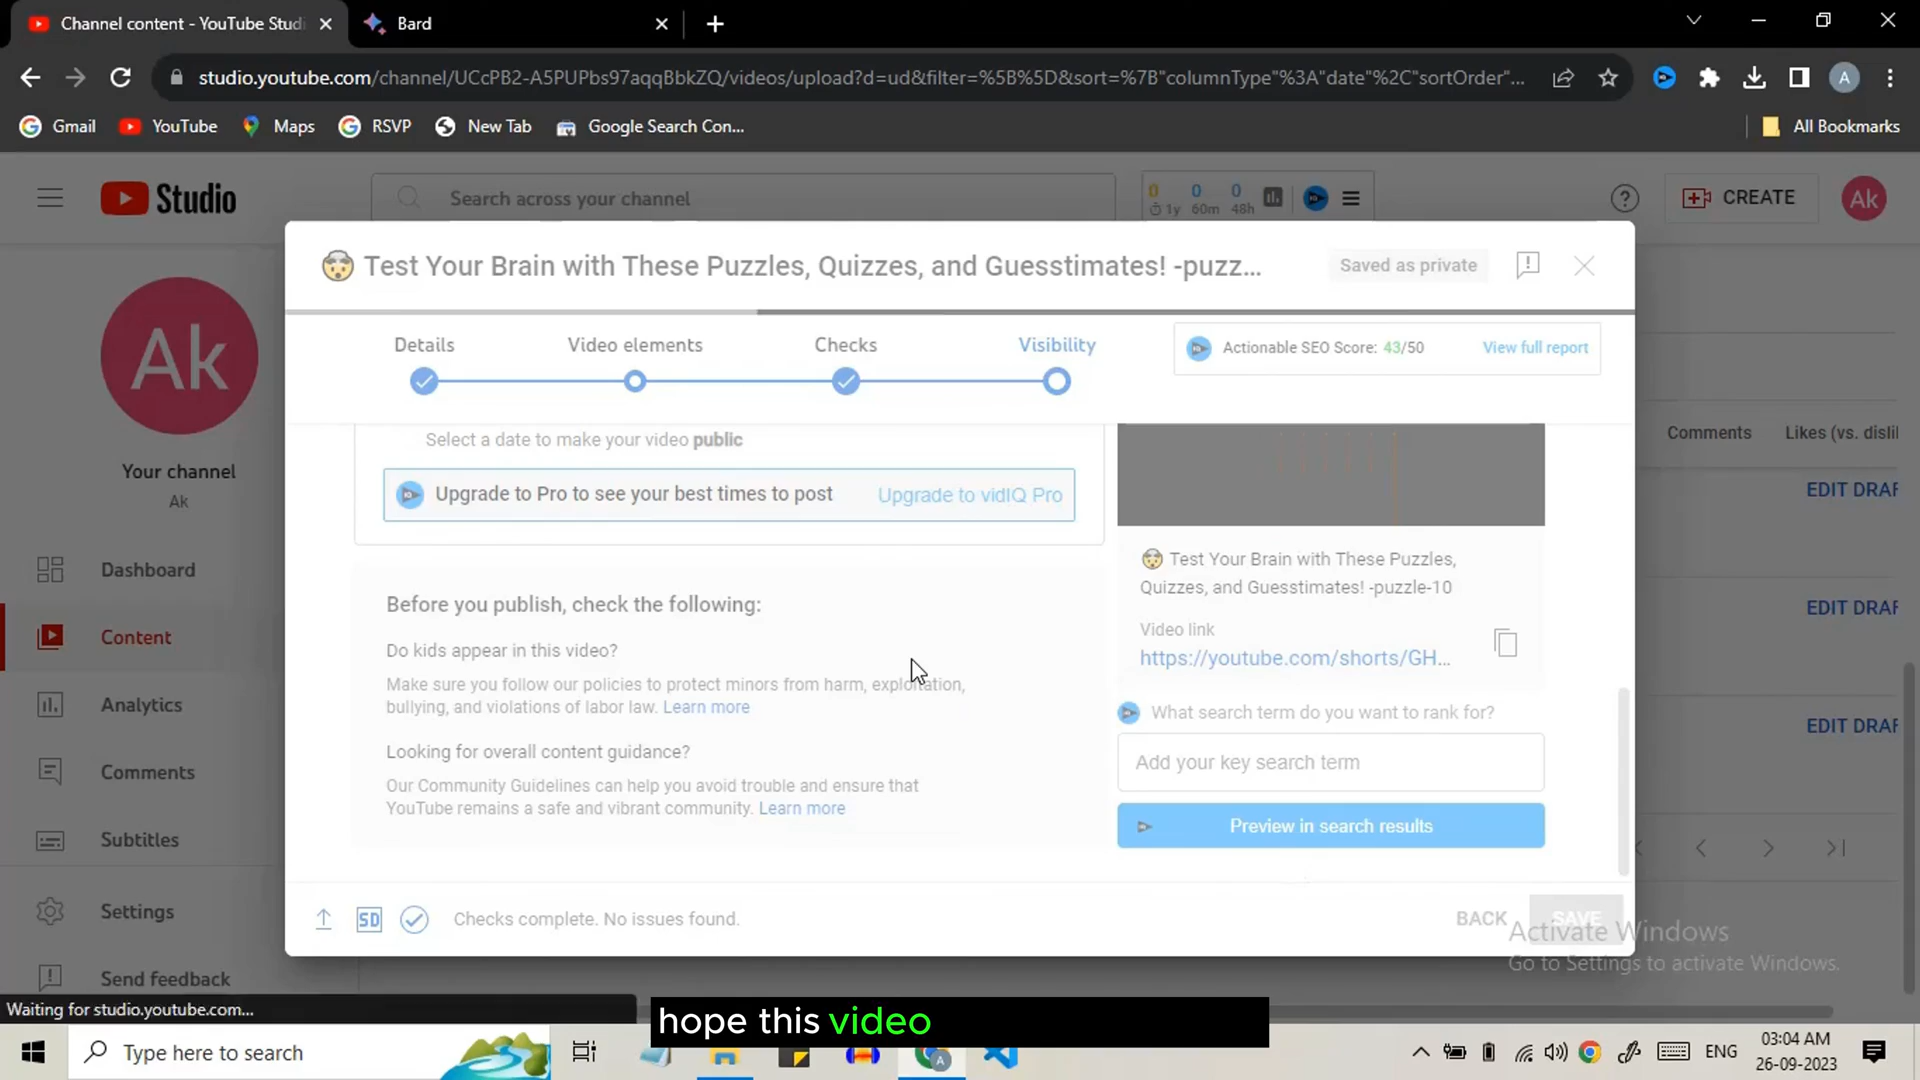 Channel content - YouTube Studi
Bard
studio.youtube.com/channel/UCcPB2-A5PUPbs97aqqBbkZQ/videos/upload?d=ud&filter=%5B%5D&sort=%7B"columnType"%3A"date"%2C"sortOrder"...
A
Gmail
YouTube
Maps
RSVP
New Tab
Google Search Con...
All Bookmarks
Studio
Search across your channel
0 0 0
1y 60m 48h
CREATE
Ak
🤯 Test Your Brain with These Puzzles, Quizzes, and Guesstimates! -puzz...
Saved as private
Details
Video elements
Checks
Visibility
Actionable SEO Score: 43/50
View full report
Ak
Your channel
Ak
Dashboard
Content
Analytics
Comments
Subtitles
Settings
Send feedback
Select a date to make your video public
Upgrade to Pro to see your best times to post
Upgrade to vidIQ Pro
Before you publish, check the following:
Do kids appear in this video?
Make sure you follow our policies to protect minors from harm, exploitation,
bullying, and violations of labor law. Learn more
Looking for overall content guidance?
Our Community Guidelines can help you avoid trouble and ensure that
YouTube remains a safe and vibrant community. Learn more
🤯 Test Your Brain with These Puzzles,
Quizzes, and Guesstimates! -puzzle-10
Video link
https://youtube.com/shorts/GH...
What search term do you want to rank for?
Add your key search term
Preview in search results
Comments
Likes (vs. disli
EDIT DRAF
EDIT DRAF
EDIT DRAF
SD
Checks complete. No issues found.
BACK
SAVE
Activate Windows
Go to Settings to activate Windows.
Waiting for studio.youtube.com...
hope this video
Type here to search
A
ENG
03:04 AM
26-09-2023